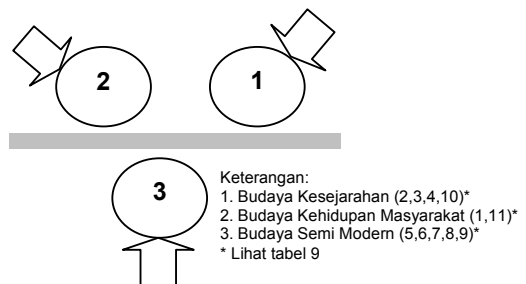 2
1
3
Keterangan:
1. Budaya Kesejarahan (2,3,4,10)*
2. Budaya Kehidupan Masyarakat (1,11)*
3. Budaya Semi Modern (5,6,7,8,9)*
* Lihat tabel 9